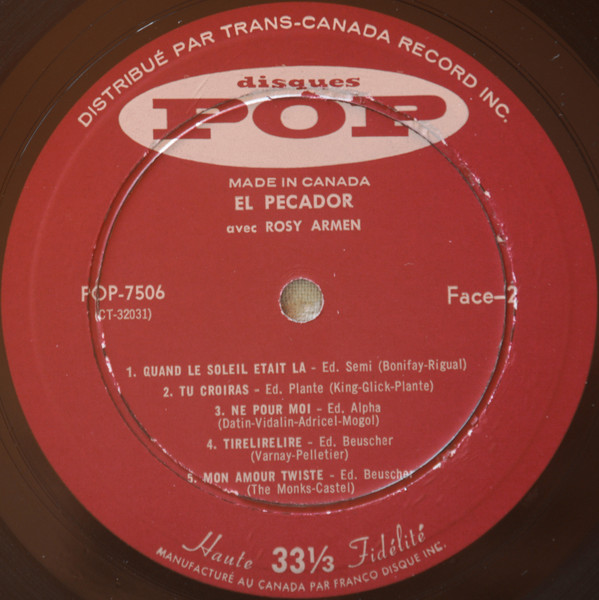 DISTRIBUÉ PAR TRANS-CANADA RECORD INC.
disques
POP
MADE IN CANADA
EL PECADOR
avec ROSY ARMEN
POP-7506
Face-2
(CT-32031)
1. QUAND LE SOLEIL ETAIT LA - Ed. Semi (Bonifay-Rigual)
2. TU CROIRAS - Ed. Plante (King-Glick-Plante)
3. NE POUR MOI - Ed. Alpha
(Datin-Vidalin-Adricel-Mogol)
4. TIRELIRELIRE - Ed. Beuscher
(Varnay-Pelletier)
5. MON AMOUR TWISTE - Ed. Beuscher
(The Monks-Castel)
Haute 33⅓ Fidélité
MANUFACTURÉ AU CANADA PAR FRANCO DISQUE INC.